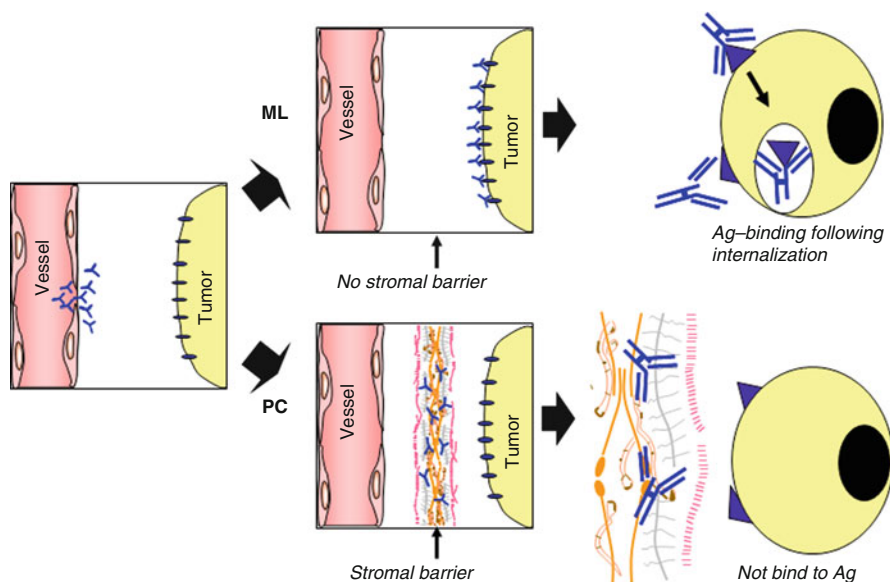 Vessel
Tumor
ML
Vessel
Tumor
No stromal barrier
Ag–binding following
internalization
PC
Vessel
Tumor
Stromal barrier
Not bind to Ag